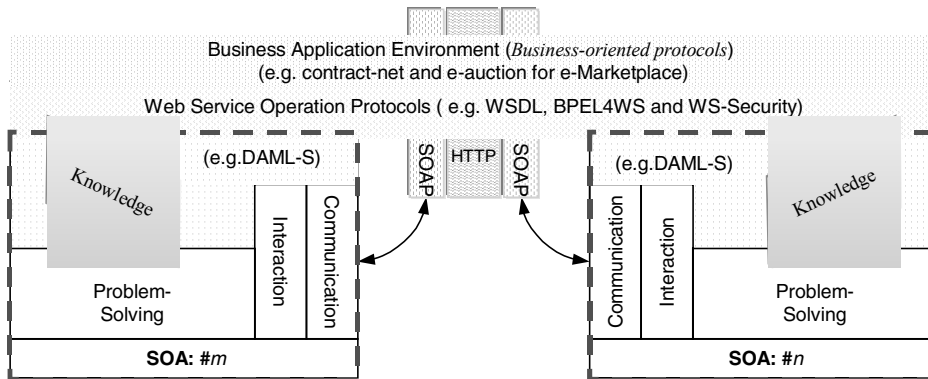 Business Application Environment (Business-oriented protocols)
(e.g. contract-net and e-auction for e-Marketplace)
Web Service Operation Protocols ( e.g. WSDL, BPEL4WS and WS-Security)
(e.g.DAML-S)
Knowledge
Interaction
Communication
Problem-
Solving
SOA: #m
SOAP
HTTP
SOAP
(e.g.DAML-S)
Knowledge
Communication
Interaction
Problem-
Solving
SOA: #n